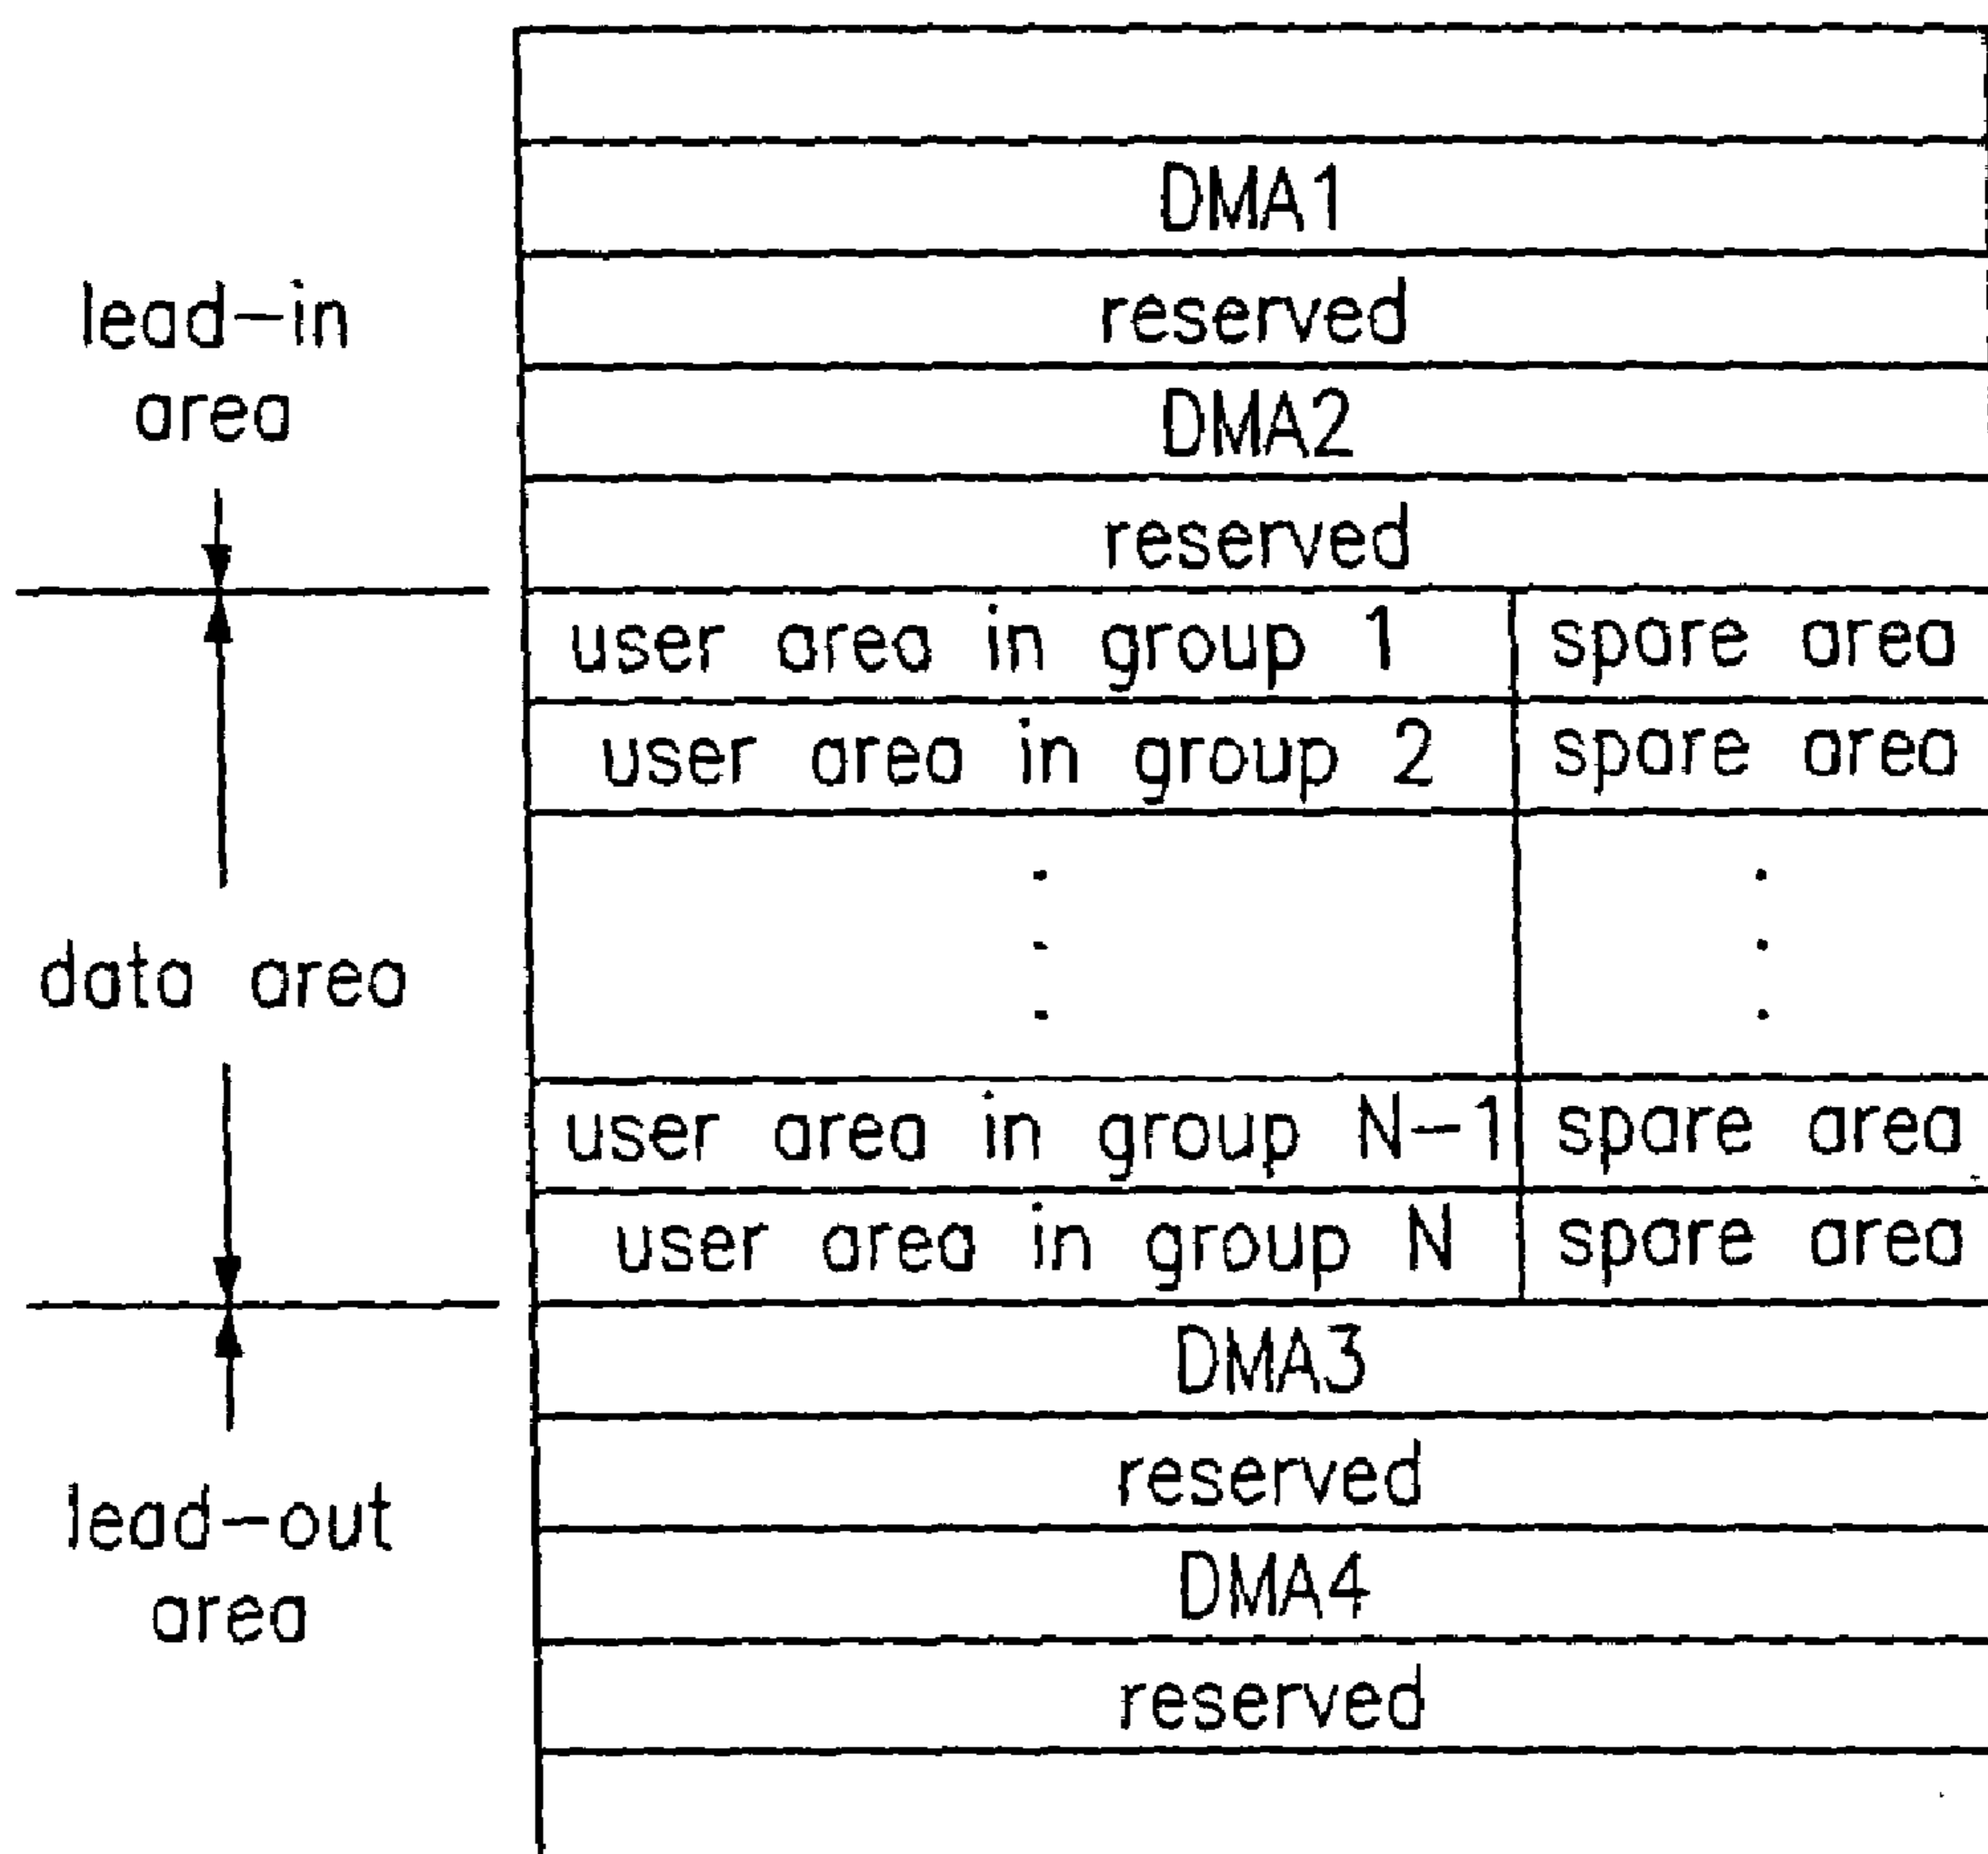 DMA1
reserved
lead-in
area
DMA2
reserved
user area in group 1 spare area
user area in group 2 spare area
data area
user area in group N-1 spare area
user area in group N spare area
DMA3
reserved
lead-out
area
DMA4
reserved